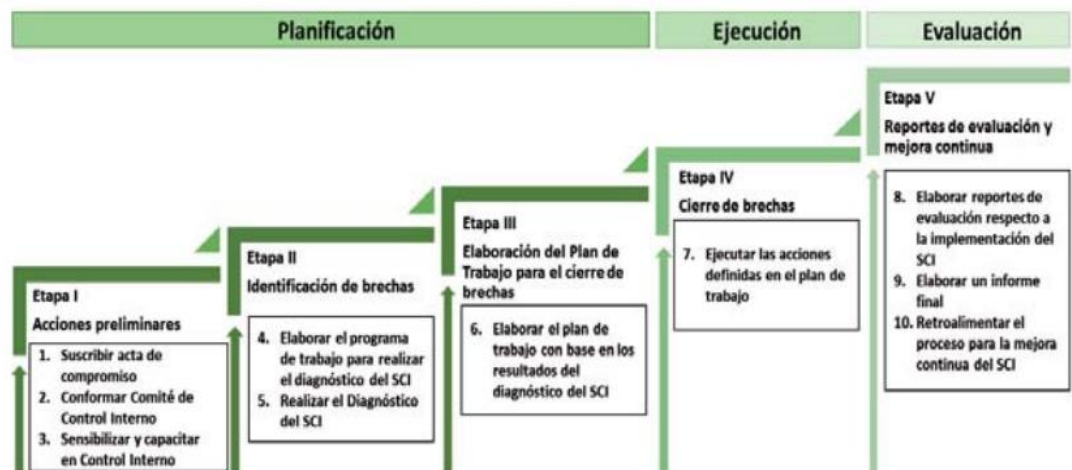 Planificación
Ejecución
Evaluación
Etapa I
Acciones preliminares
1. Suscribir acta de
compromiso
2. Conformar Comité de
Control Interno
3. Sensibilizar y capacitar
en Control Interno
Etapa II
Identificación de brechas
4. Elaborar el programa
de trabajo para realizar
el diagnóstico del SCI
5. Realizar el Diagnóstico
del SCI
Etapa III
Elaboración del Plan de
Trabajo para el cierre de
brechas
6. Elaborar el plan de
trabajo con base en los
resultados del
diagnóstico del SCI
Etapa IV
Cierre de brechas
7. Ejecutar las acciones
definidas en el plan de
trabajo
Etapa V
Reportes de evaluación y
mejora continua
8. Elaborar reportes de
evaluación respecto a
la implementación del
SCI
9. Elaborar un informe
final
10. Retroalimentar el
proceso para la mejora
continua del SCI